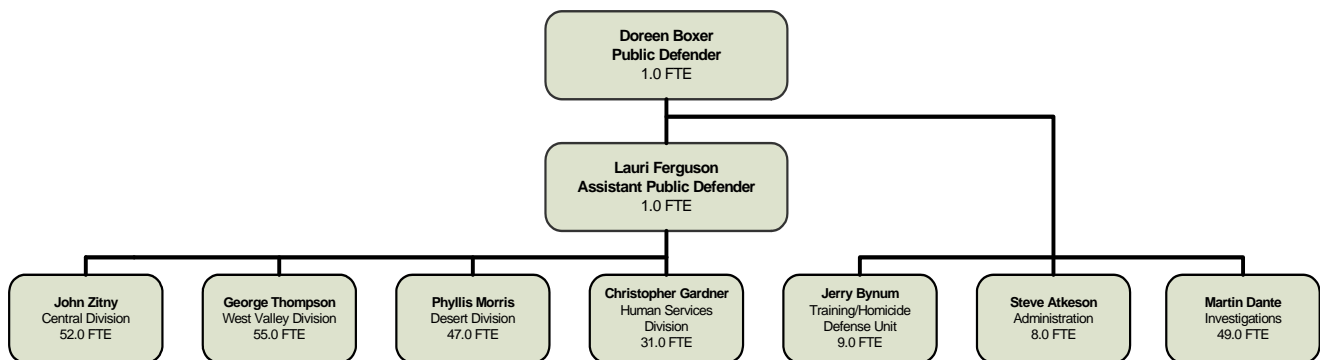 Doreen Boxer
Public Defender
1.0 FTE
Lauri Ferguson
Assistant Public Defender
1.0 FTE
John Zitny
Central Division
52.0 FTE
George Thompson
West Valley Division
55.0 FTE
Phyllis Morris
Desert Division
47.0 FTE
Christopher Gardner
Human Services
Division
31.0 FTE
Jerry Bynum
Training/Homicide
Defense Unit
9.0 FTE
Steve Atkeson
Administration
8.0 FTE
Martin Dante
Investigations
49.0 FTE